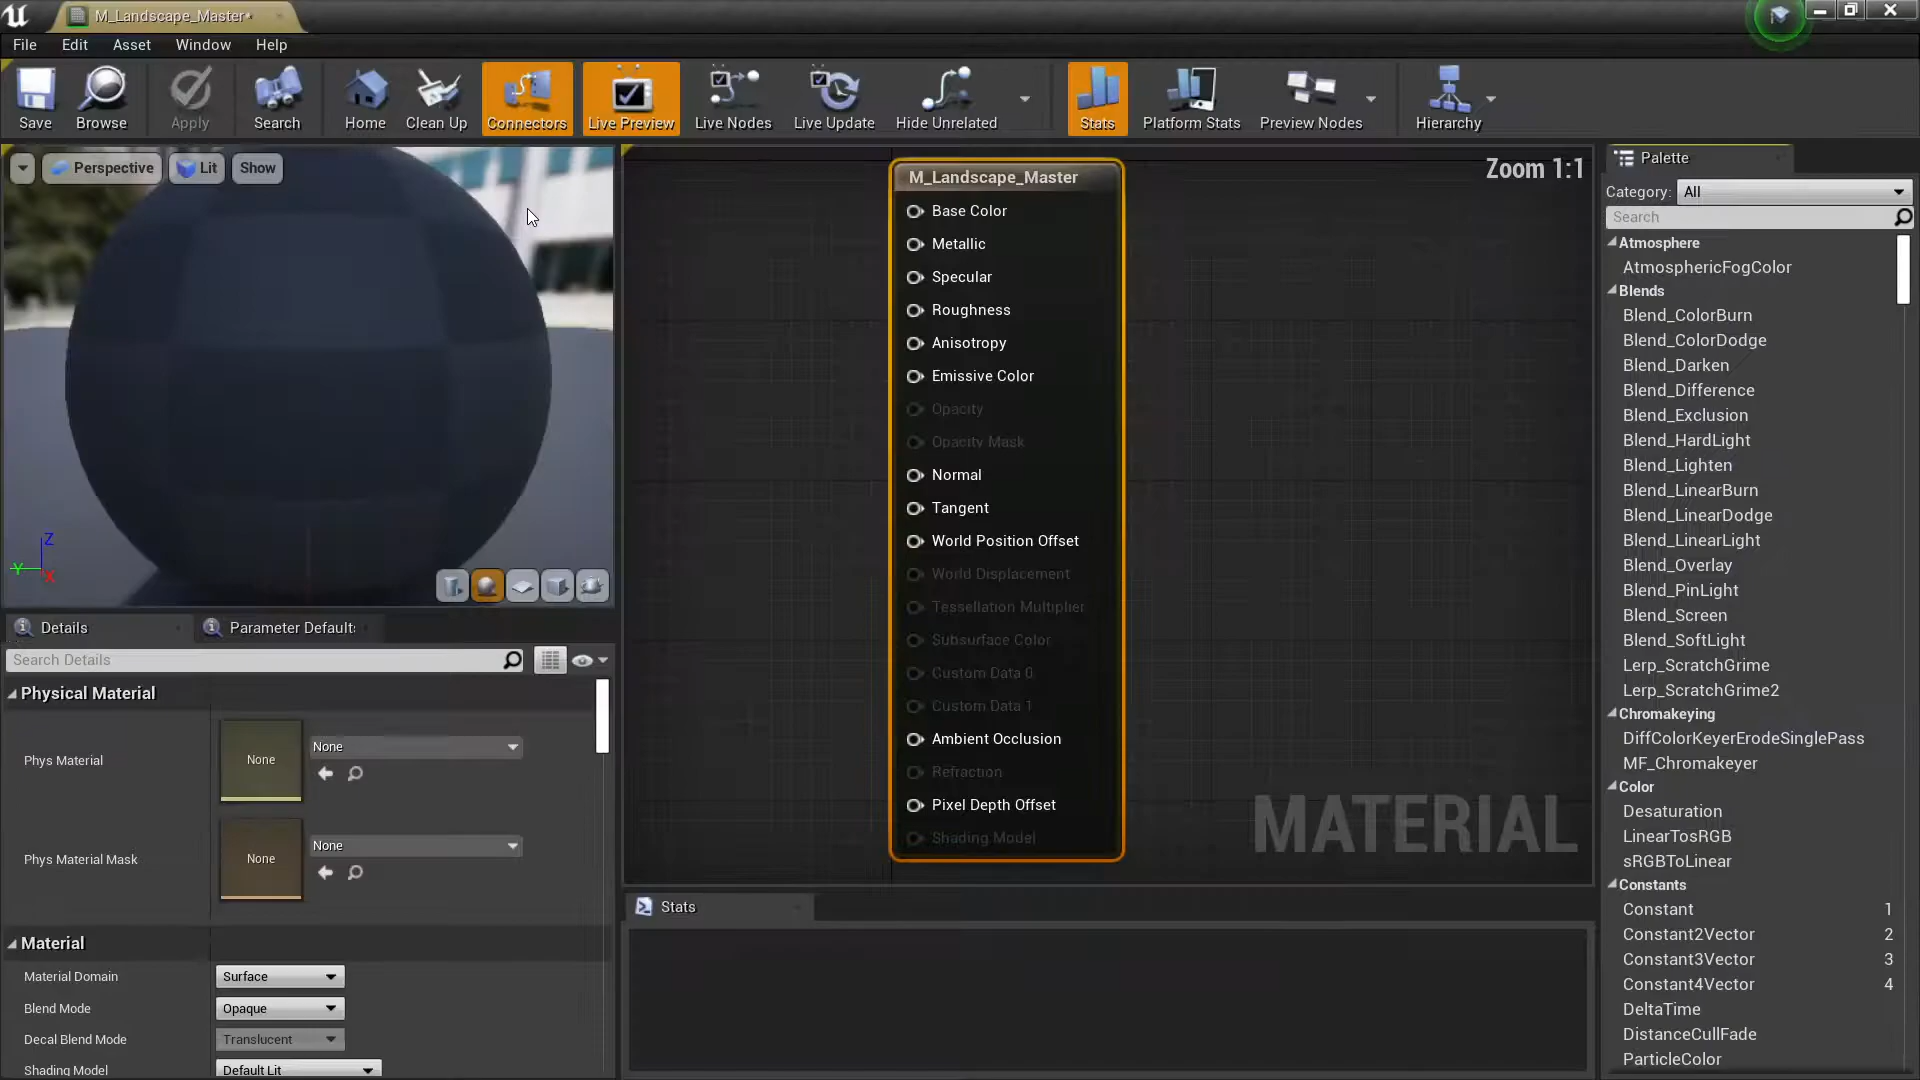 M_Landscape_Master*
File Edit Asset Window Help
Save Browse Apply Search Home Clean Up Connectors Live Preview Live Nodes Live Update Hide Unrelated Stats Platform Stats Preview Nodes Hierarchy
Perspective Lit Show
Z
Y
X
M_Landscape_Master
Base Color
Metallic
Specular
Roughness
Anisotropy
Emissive Color
Opacity
Opacity Mask
Normal
Tangent
World Position Offset
World Displacement
Tessellation Multiplier
Subsurface Color
Custom Data 0
Custom Data 1
Ambient Occlusion
Refraction
Pixel Depth Offset
Shading Model
Zoom 1:1
MATERIAL
Details Parameter Defaults
Search Details
Physical Material
Phys Material None None
Phys Material Mask None None
Material
Material Domain Surface
Blend Mode Opaque
Decal Blend Mode Translucent
Shading Model Default Lit
Stats
Palette
Category: All
Search
Atmosphere
AtmosphericFogColor
Blends
Blend_ColorBurn
Blend_ColorDodge
Blend_Darken
Blend_Difference
Blend_Exclusion
Blend_HardLight
Blend_Lighten
Blend_LinearBurn
Blend_LinearDodge
Blend_LinearLight
Blend_Overlay
Blend_PinLight
Blend_Screen
Blend_SoftLight
Lerp_ScratchGrime
Lerp_ScratchGrime2
Chromakeying
DiffColorKeyerErodeSinglePass
MF_Chromakeyer
Color
Desaturation
LinearTosRGB
sRGBToLinear
Constants
Constant 1
Constant2Vector 2
Constant3Vector 3
Constant4Vector 4
DeltaTime
DistanceCullFade
ParticleColor